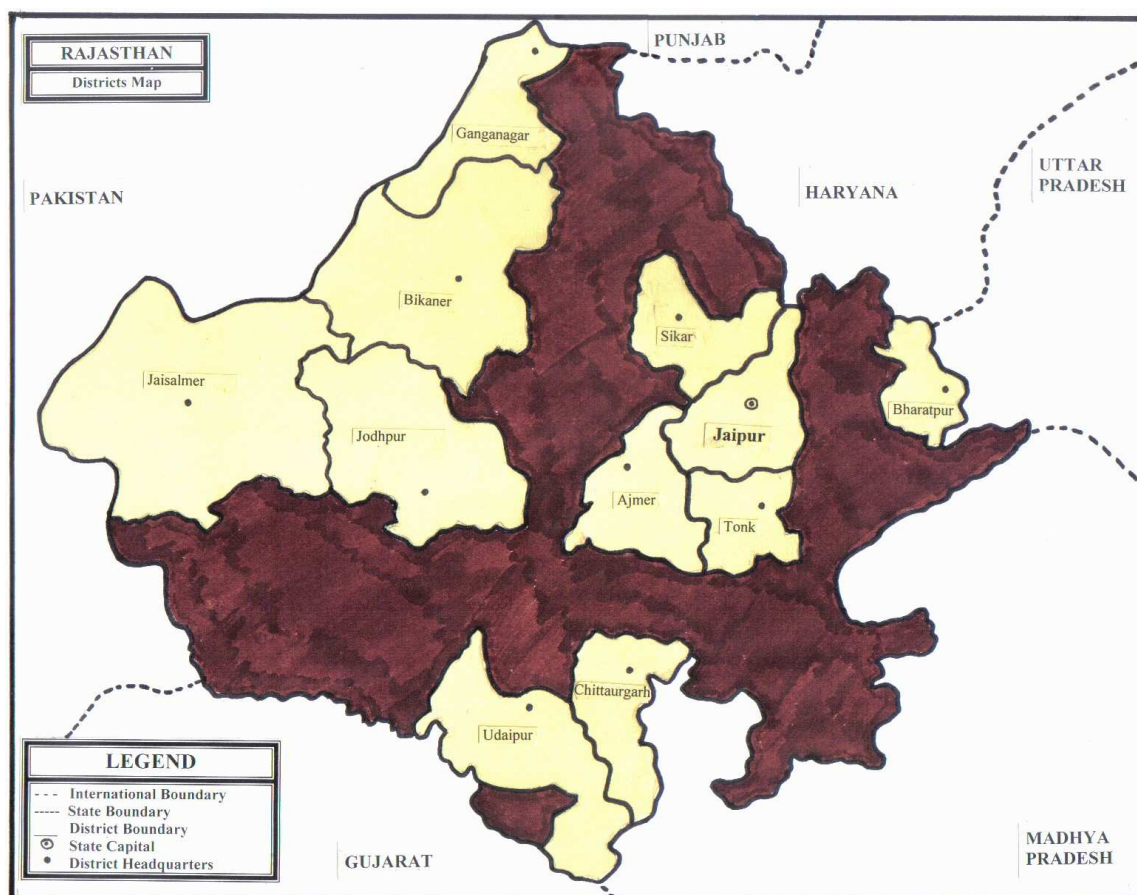 RAJASTHAN
Districts Map
PUNJAB
Ganganagar
UTTAR
PRADESH
PAKISTAN
HARYANA
Bikaner
Sikar
Jaisalmer
Bharatpur
Jodhpur
Jaipur
Ajmer
Tonk
Chittaurgarh
Udaipur
LEGEND
International Boundary
State Boundary
District Boundary
State Capital
District Headquarters
GUJARAT
MADHYA
PRADESH